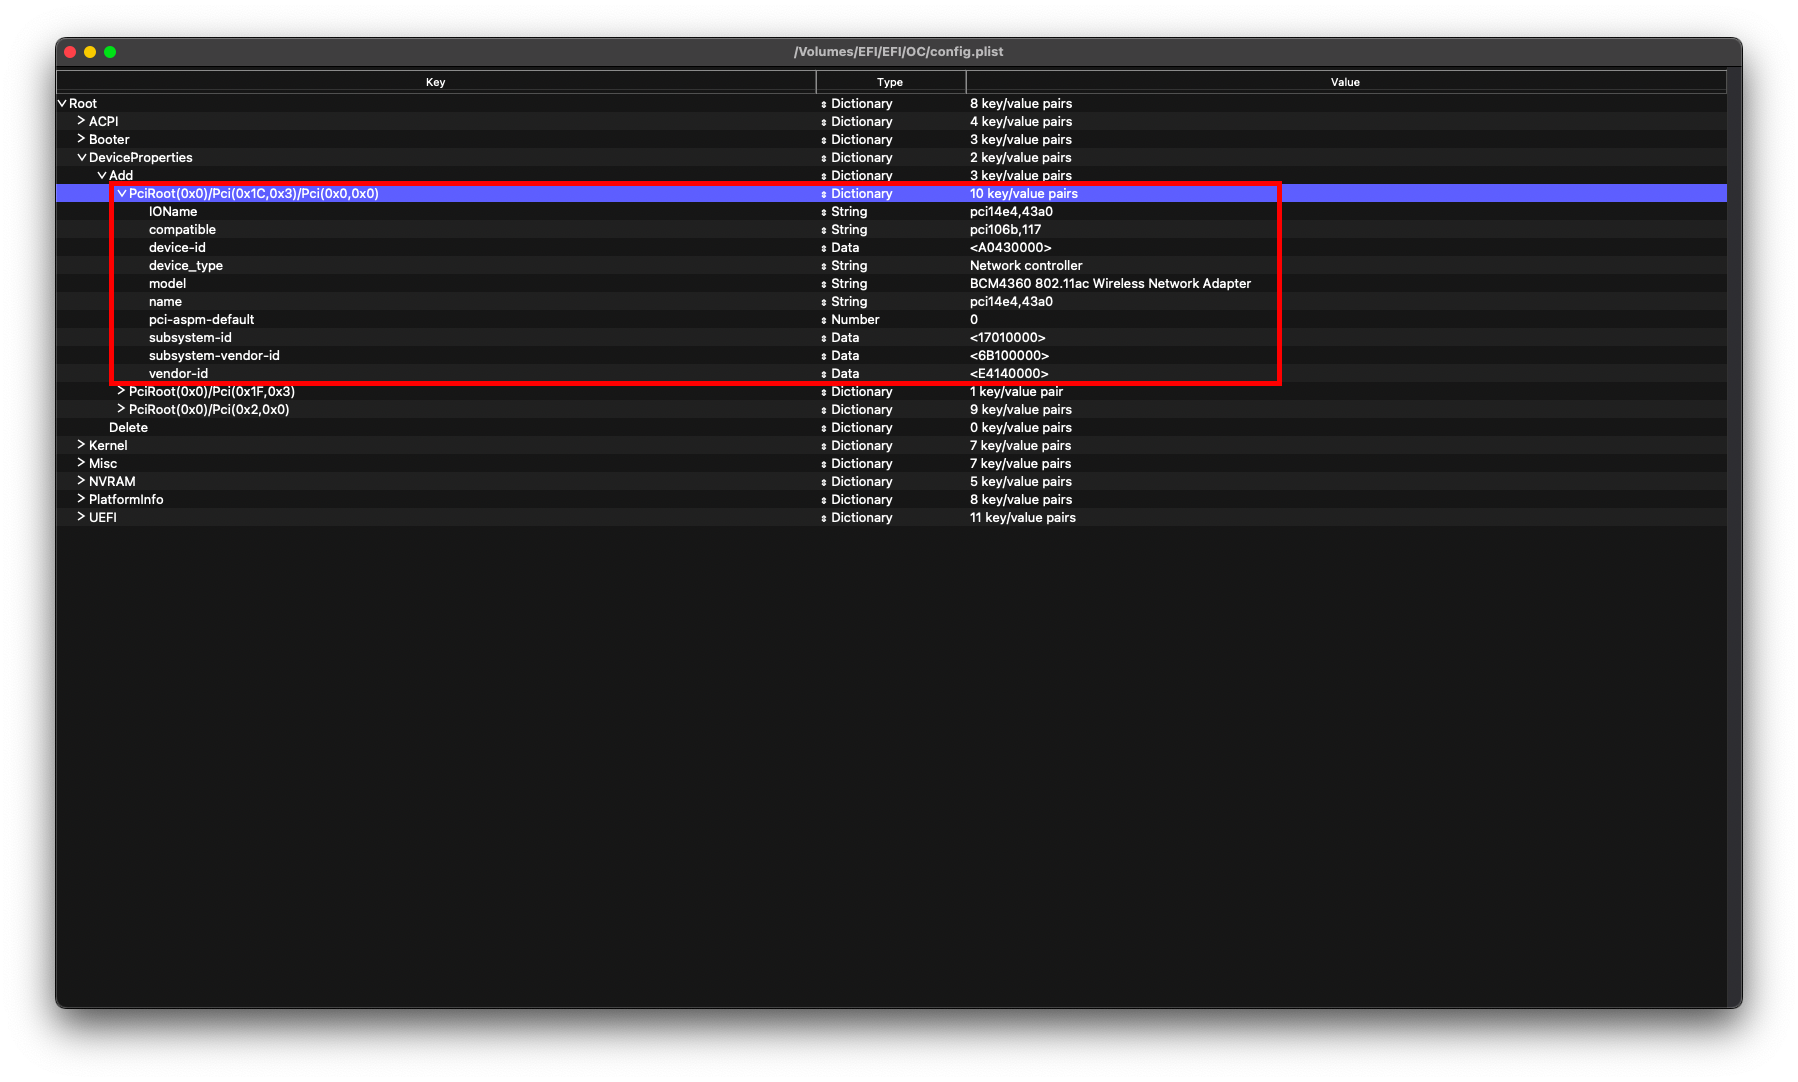 /Volumes/EFI/EFI/OC/config.plist
Key Type Value
Root Dictionary 8 key/value pairs
ACPI Dictionary 4 key/value pairs
Booter Dictionary 3 key/value pairs
DeviceProperties Dictionary 2 key/value pairs
Add Dictionary 3 key/value pairs
PciRoot(0x0)/Pci(0x1C,0x3)/Pci(0x0,0x0) Dictionary 10 key/value pairs
IOName String pci14e4,43a0
compatible String pci106b,117
device-id Data <A0430000>
device_type String Network controller
model String BCM4360 802.11ac Wireless Network Adapter
name String pci14e4,43a0
pci-aspm-default Number 0
subsystem-id Data <17010000>
subsystem-vendor-id Data <6B100000>
vendor-id Data <E4140000>
PciRoot(0x0)/Pci(0x1F,0x3) Dictionary 1 key/value pair
PciRoot(0x0)/Pci(0x2,0x0) Dictionary 9 key/value pairs
Delete Dictionary 0 key/value pairs
Kernel Dictionary 7 key/value pairs
Misc Dictionary 7 key/value pairs
NVRAM Dictionary 5 key/value pairs
PlatformInfo Dictionary 8 key/value pairs
UEFI Dictionary 11 key/value pairs